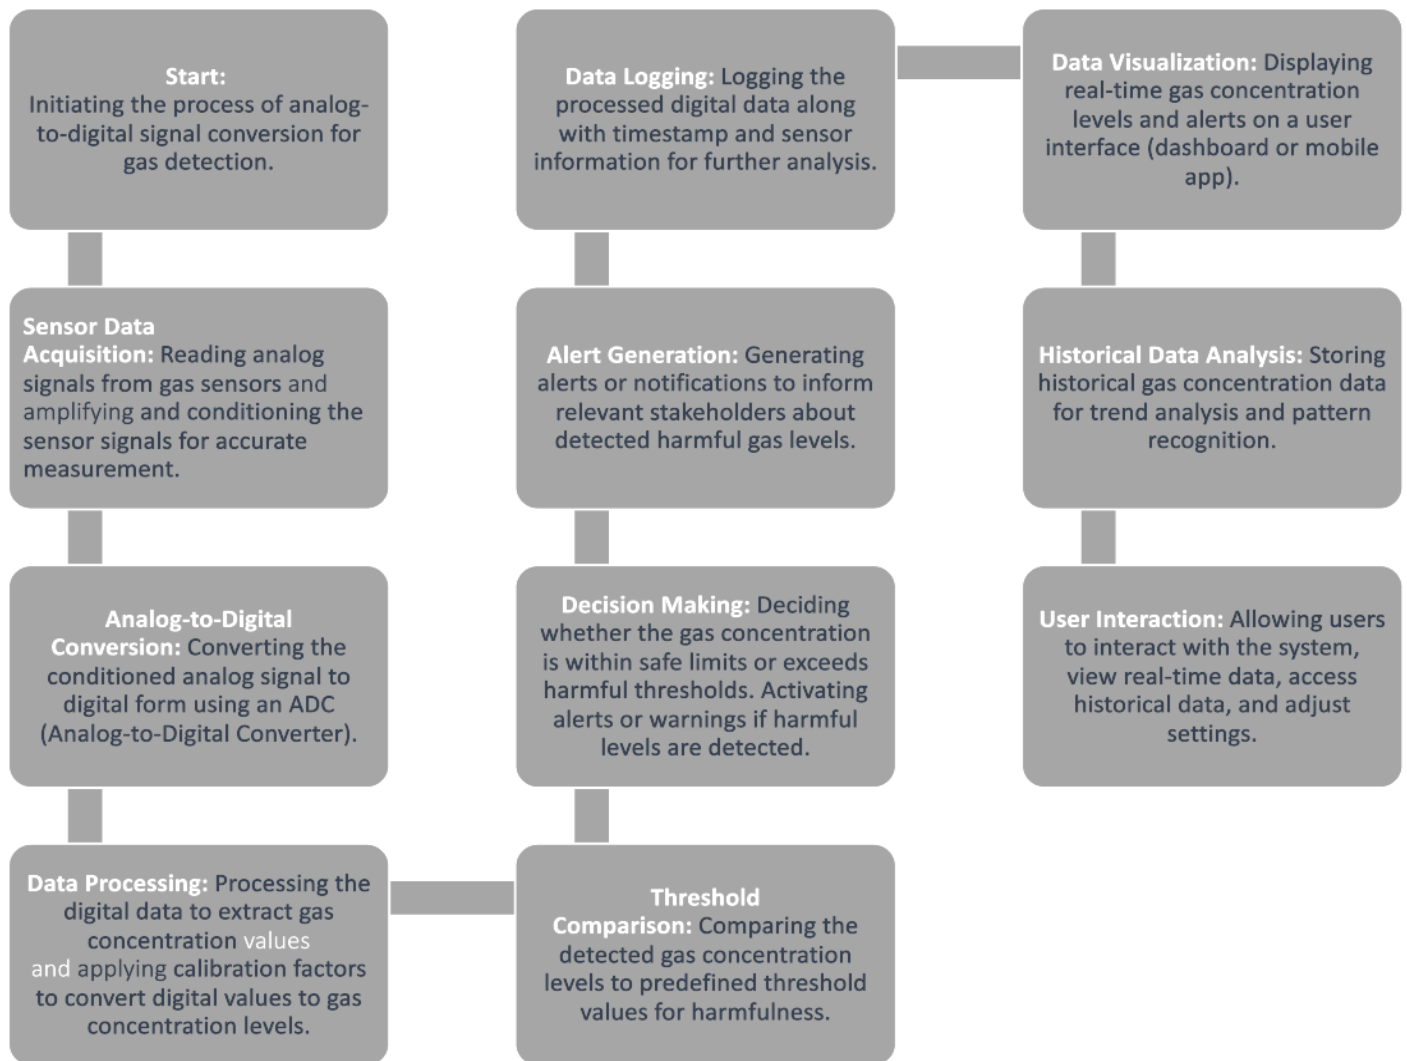 Start:
Initiating the process of analog-
to-digital signal conversion for
gas detection.
Sensor Data
Acquisition: Reading analog
signals from gas sensors and
amplifying and conditioning the
sensor signals for accurate
measurement.
Analog-to-Digital
Conversion: Converting the
conditioned analog signal to
digital form using an ADC
(Analog-to-Digital Converter).
Data Processing: Processing the
digital data to extract gas
concentration values
and applying calibration factors
to convert digital values to gas
concentration levels.
Threshold
Comparison: Comparing the
detected gas concentration
levels to predefined threshold
values for harmfulness.
Decision Making: Deciding
whether the gas concentration
is within safe limits or exceeds
harmful thresholds. Activating
alerts or warnings if harmful
levels are detected.
Alert Generation: Generating
alerts or notifications to inform
relevant stakeholders about
detected harmful gas levels.
Data Logging: Logging the
processed digital data along
with timestamp and sensor
information for further analysis.
Data Visualization: Displaying
real-time gas concentration
levels and alerts on a user
interface (dashboard or mobile
app).
Historical Data Analysis: Storing
historical gas concentration data
for trend analysis and pattern
recognition.
User Interaction: Allowing users
to interact with the system,
view real-time data, access
historical data, and adjust
settings.